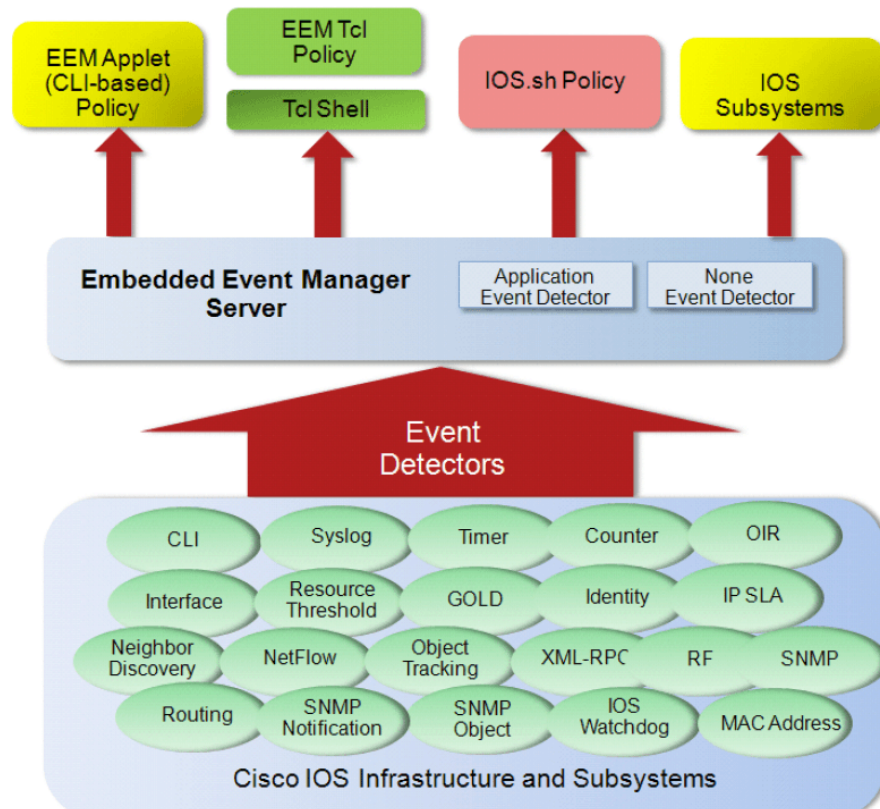 EEM Applet
(CLI-based)
Policy
EEM Tcl
Policy
Tcl Shell
IOS.sh Policy
IOS
Subsystems
Embedded Event Manager
Server
Application
Event Detector
None
Event Detector
Event
Detectors
CLI
Syslog
Timer
Counter
OIR
Interface
Resource
Threshold
GOLD
Identity
IP SLA
Neighbor
Discovery
NetFlow
Object
Tracking
XML-RPC
RF
SNMP
Routing
SNMP
Notification
SNMP
Object
IOS
Watchdog
MAC Address
Cisco IOS Infrastructure and Subsystems